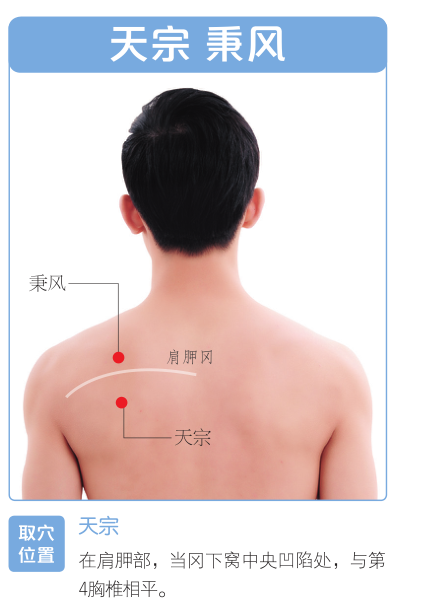 天宗 秉风
秉风
肩胛冈
天宗
取穴
位置
天宗
在肩胛部，当冈下窝中央凹陷处，与第
4胸椎相平。